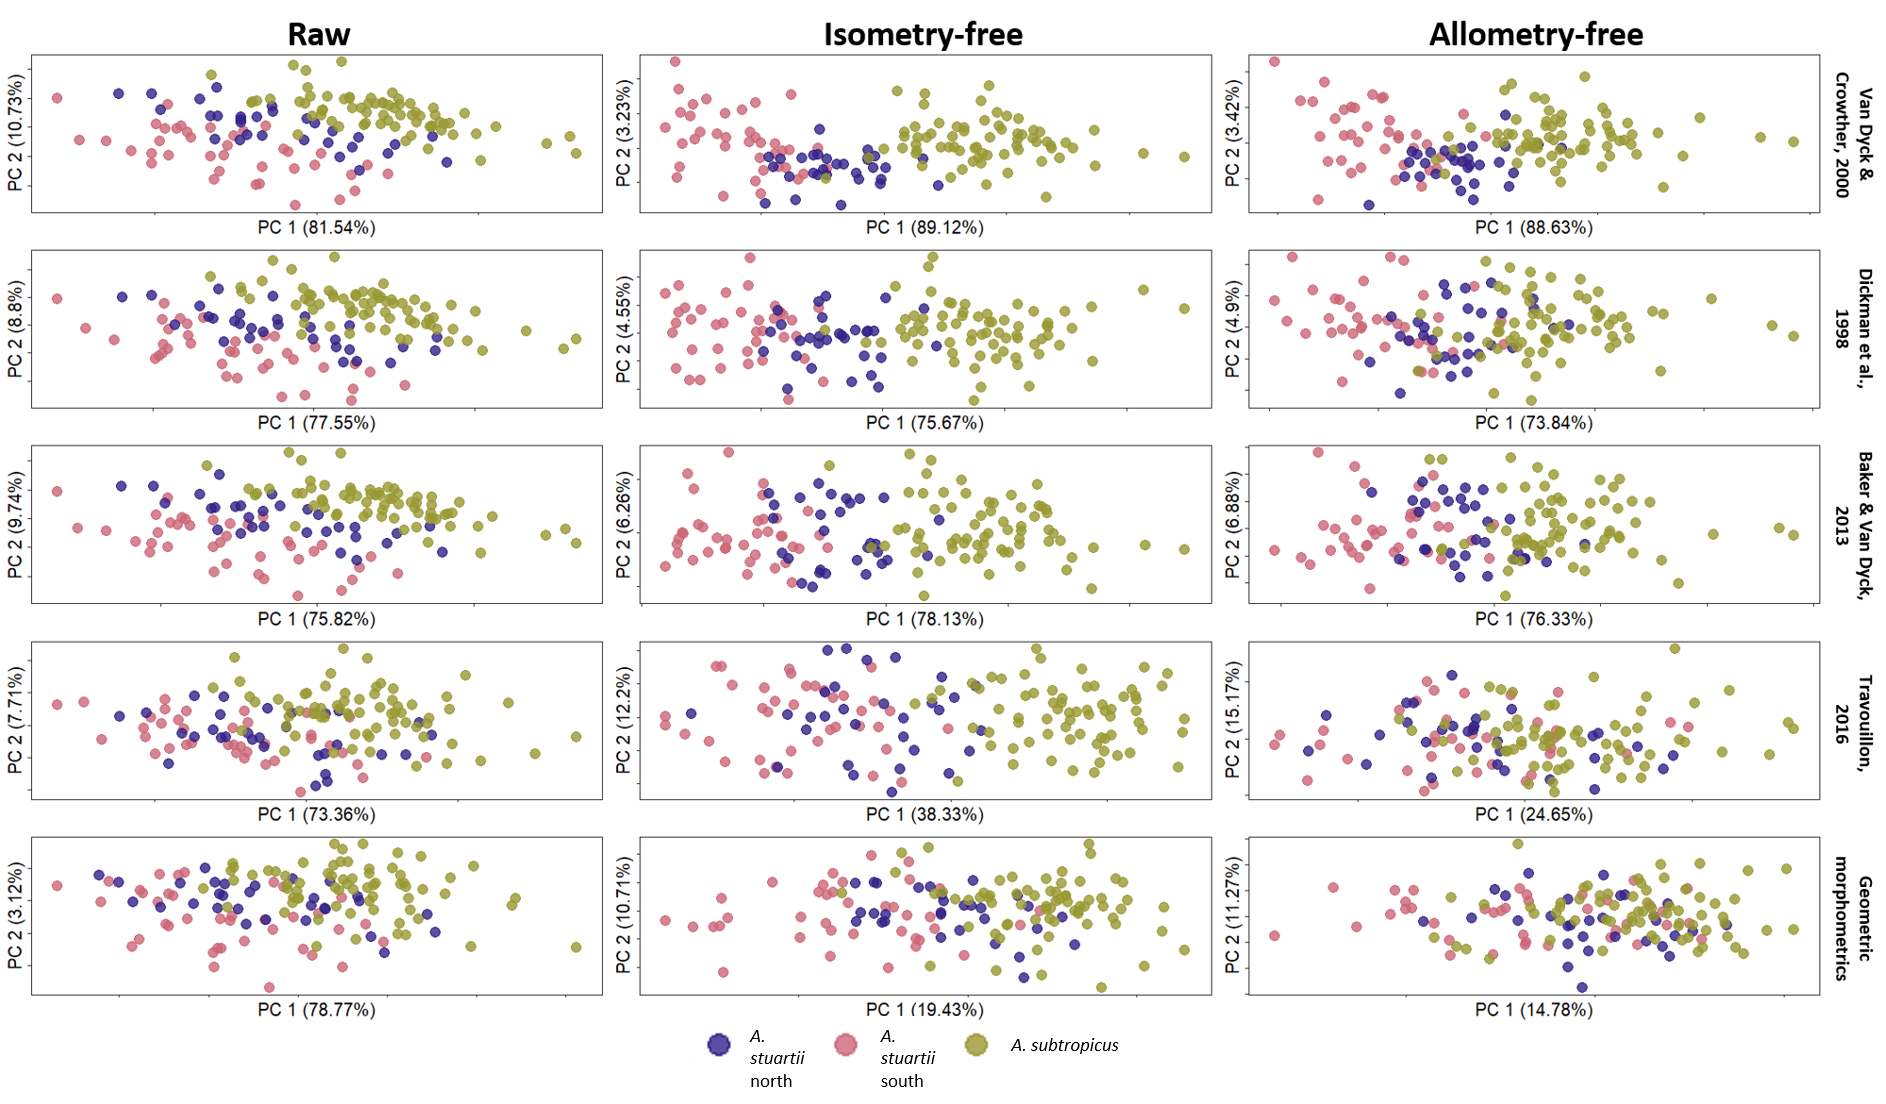 Raw
Isometry-free
Allometry-free
PC 2 (10.73%)
PC 1 (81.54%)
PC 2 (3.23%)
PC 1 (89.12%)
PC 2 (3.42%)
PC 1 (88.63%)
Van Dyck &
Crowther, 2000
PC 2 (8.8%)
PC 1 (77.55%)
PC 2 (4.55%)
PC 1 (75.67%)
PC 2 (4.9%)
PC 1 (73.84%)
Dickman et al.,
1998
PC 2 (9.74%)
PC 1 (75.82%)
PC 2 (6.26%)
PC 1 (78.13%)
PC 2 (6.88%)
PC 1 (76.33%)
Baker & Van Dyck,
2013
PC 2 (7.71%)
PC 1 (73.36%)
PC 2 (12.2%)
PC 1 (38.33%)
PC 2 (15.17%)
PC 1 (24.65%)
Travouillon,
2016
PC 2 (3.12%)
PC 1 (78.77%)
PC 2 (10.71%)
PC 1 (19.43%)
PC 2 (11.27%)
PC 1 (14.78%)
Geometric
morphometrics
A.
stuartii
north
A.
stuartii
south
A. subtropicus